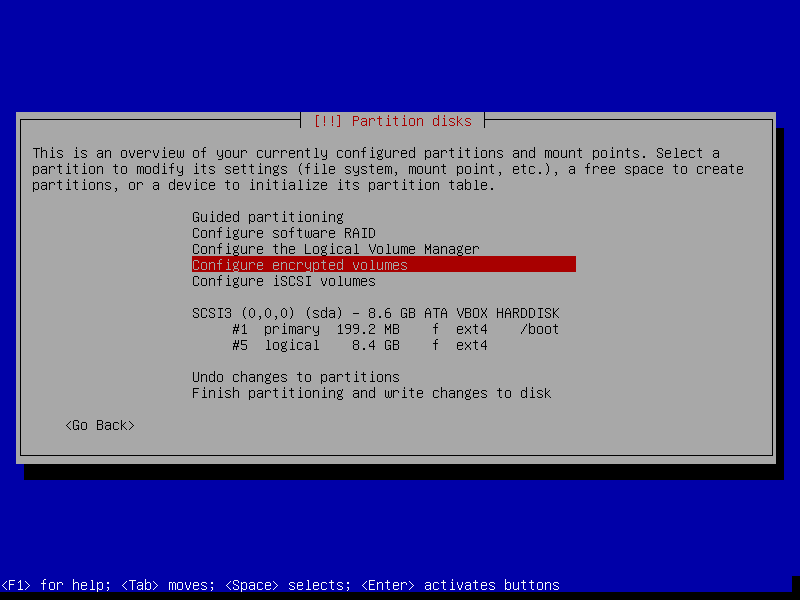 [!!] Partition disks
This is an overview of your currently configured partitions and mount points. Select a
partition to modify its settings (file system, mount point, etc.), a free space to create
partitions, or a device to initialize its partition table.
Guided partitioning
Configure software RAID
Configure the Logical Volume Manager
Configure encrypted volumes
Configure iSCSI volumes
SCSI3 (0,0,0) (sda) - 8.6 GB ATA VBOX HARDDISK
#1 primary 199.2 MB f ext4 /boot
#5 logical 8.4 GB f ext4
Undo changes to partitions
Finish partitioning and write changes to disk
<Go Back>
<F1> for help; <Tab> moves; <Space> selects; <Enter> activates buttons